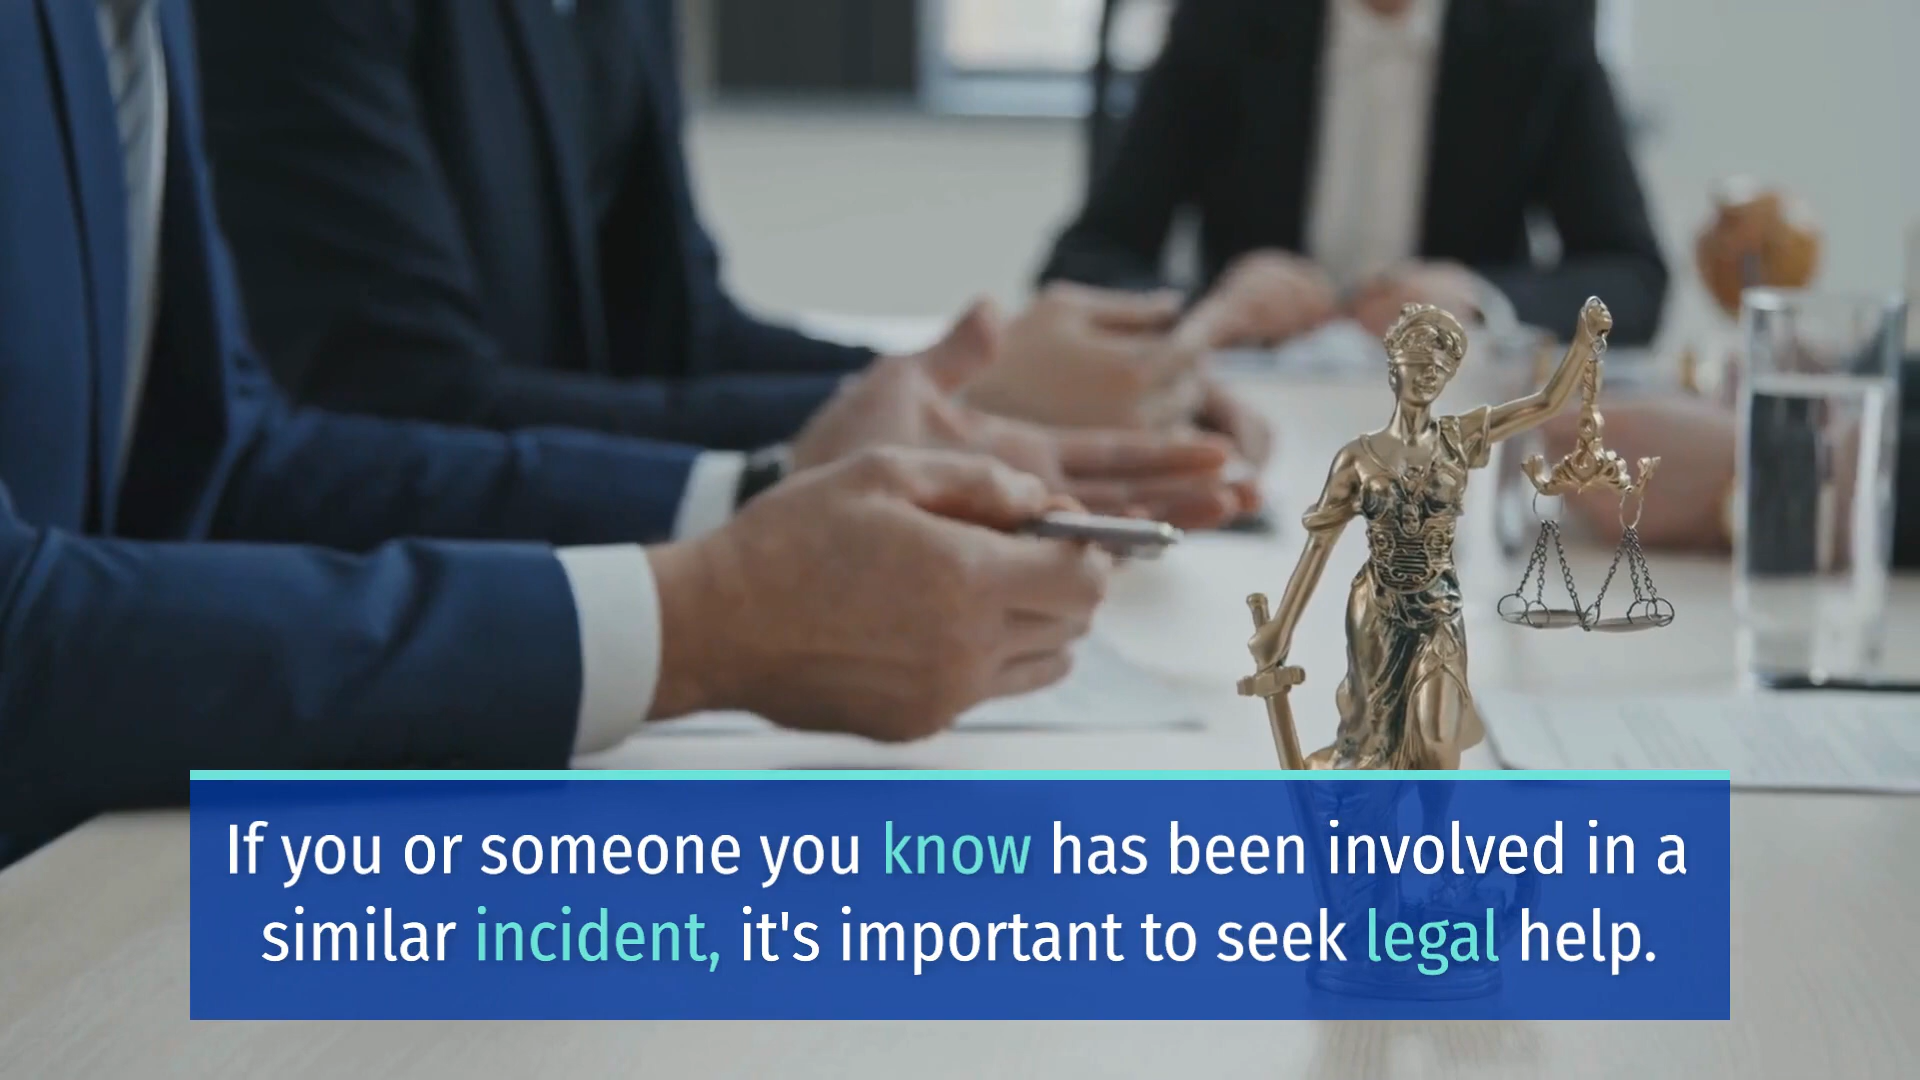 If you or someone you know has been involved in a
similar incident, it's important to seek legal help.